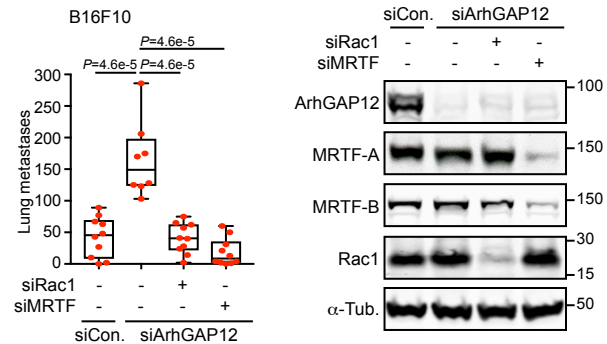 B16F10
P=4.6e-5
P=4.6e-5 P=4.6e-5
Lung metastases
300
250
200
150
100
50
0
siRac1 - - + -
siMRTF - - - +
siCon. siArhGAP12
siCon. siArhGAP12
siRac1 - - + -
siMRTF - - - +
ArhGAP12 100
MRTF-A 150
MRTF-B 150
Rac1 30
15
α-Tub. 50